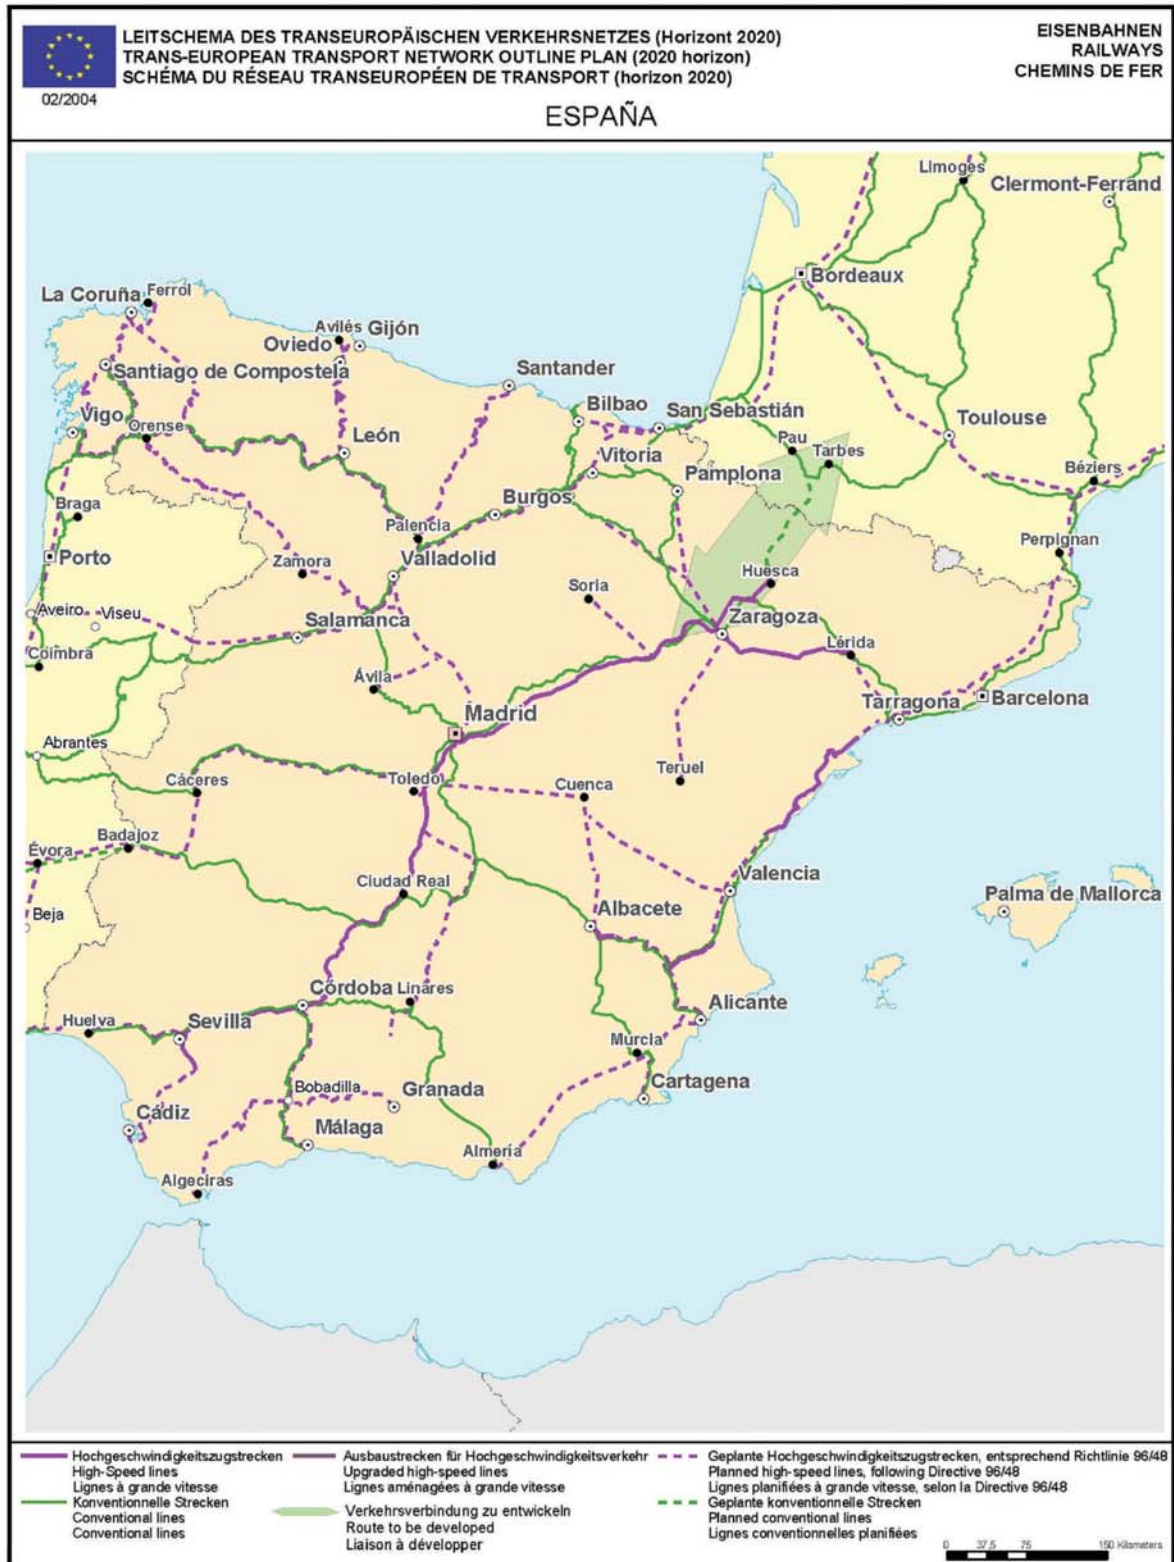 LEITSCHEMA DES TRANSEUROPÄISCHEN VERKEHRSNETZES (Horizont 2020)
TRANS-EUROPEAN TRANSPORT NETWORK OUTLINE PLAN (2020 horizon)
SCHÉMA DU RÉSEAU TRANSEUROPÉEN DE TRANSPORT (horizon 2020)
EISENBAHNEN
RAILWAYS
CHEMINS DE FER
02/2004
ESPAÑA
Limoges
Clermont-Ferrand
Bordeaux
La Coruña
Ferrol
Avilés
Gijón
Oviedo
Santiago de Compostela
Santander
Bilbao
San Sebastián
Toulouse
Vigo
Orense
León
Vitoria
Pau
Tarbes
Pamplona
Béziers
Burgos
Braga
Palencia
Porto
Valladolid
Perpignan
Zamora
Soria
Huesca
Aveiro
Viseu
Salamanca
Zaragoza
Coimbra
Lérida
Ávila
Tarragona
Barcelona
Madrid
Abrantes
Cáceres
Toledo
Cuenca
Teruel
Évora
Badajoz
Ciudad Real
Valencia
Palma de Mallorca
Beja
Albacete
Córdoba
Linares
Alicante
Huelva
Sevilla
Murcia
Cartagena
Bobadilla
Granada
Cádiz
Málaga
Almería
Algeciras
Hochgeschwindigkeitszugstrecken
High-Speed lines
Lignes à grande vitesse
Konventionnelle Strecken
Conventional lines
Conventional lines
Ausbaustrecken für Hochgeschwindigkeitsverkehr
Upgraded high-speed lines
Lignes aménagées à grande vitesse
Verkehrsverbindung zu entwickeln
Route to be developed
Liaison à développer
Geplante Hochgeschwindigkeitszugstrecken, entsprechend Richtlinie 96/48
Planned high-speed lines, following Directive 96/48
Lignes planifiées à grande vitesse, selon la Directive 96/48
Geplante konventionelle Strecken
Planned conventional lines
Lignes conventionnelles planifiées
0 37,5 75 150 Kilometers